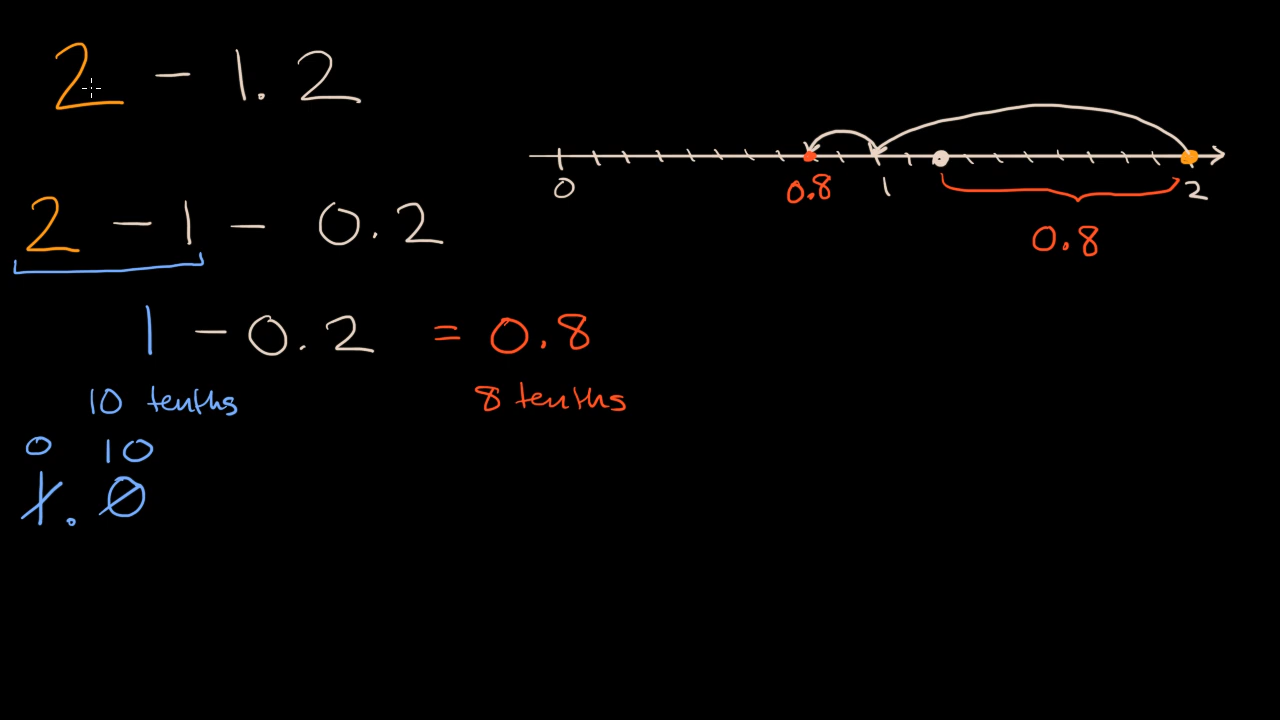 2 - 1.2
0 0.8 1 2
0.8
2 - 1 - 0.2
1 - 0.2 = 0.8
10 tenths 8 tenths
0 10
1.0